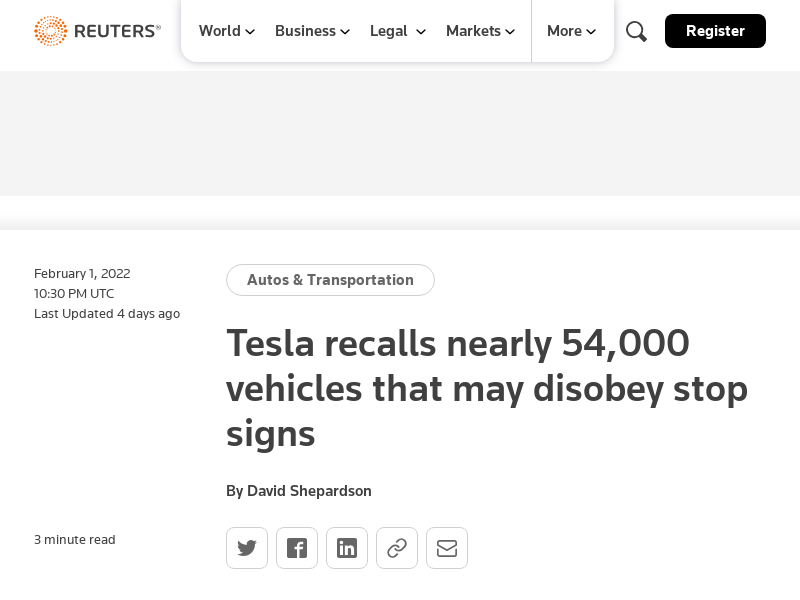 REUTERS®
World
Business
Legal
Markets
More
Register
February 1, 2022
10:30 PM UTC
Last Updated 4 days ago
Autos & Transportation
Tesla recalls nearly 54,000
vehicles that may disobey stop
signs
By David Shepardson
3 minute read